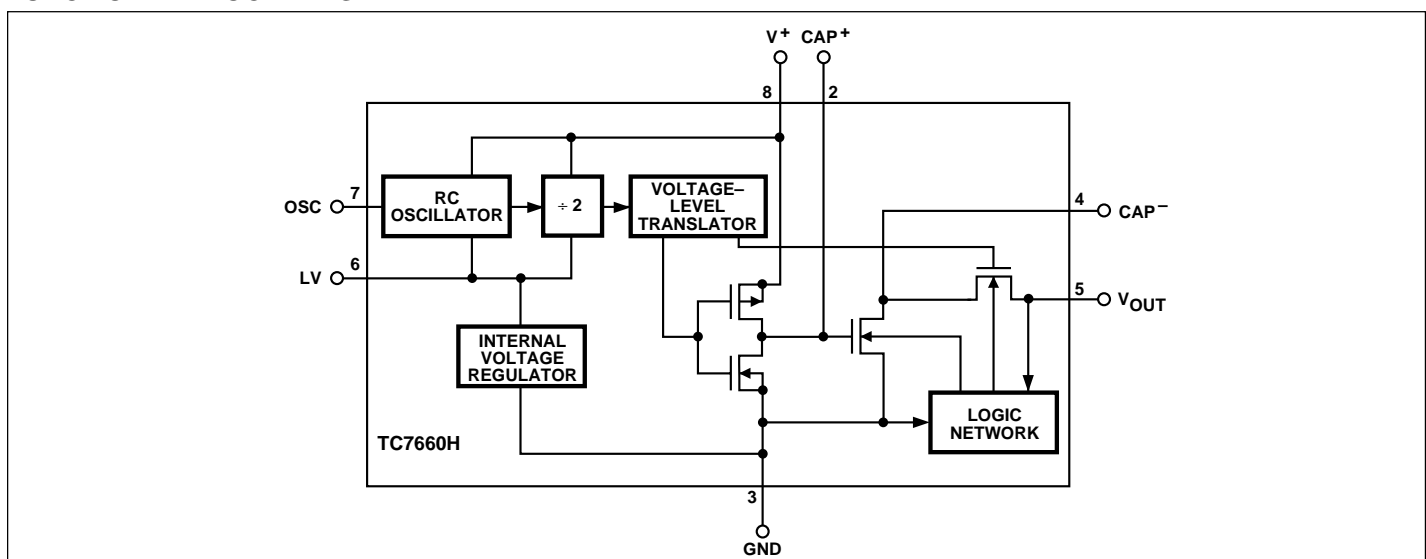 V+ CAP+
8 2
RC
OSCILLATOR
÷ 2
VOLTAGE–
LEVEL
TRANSLATOR
7
OSC
4
CAP–
6
LV
5
VOUT
INTERNAL
VOLTAGE
REGULATOR
LOGIC
NETWORK
TC7660H
3
GND